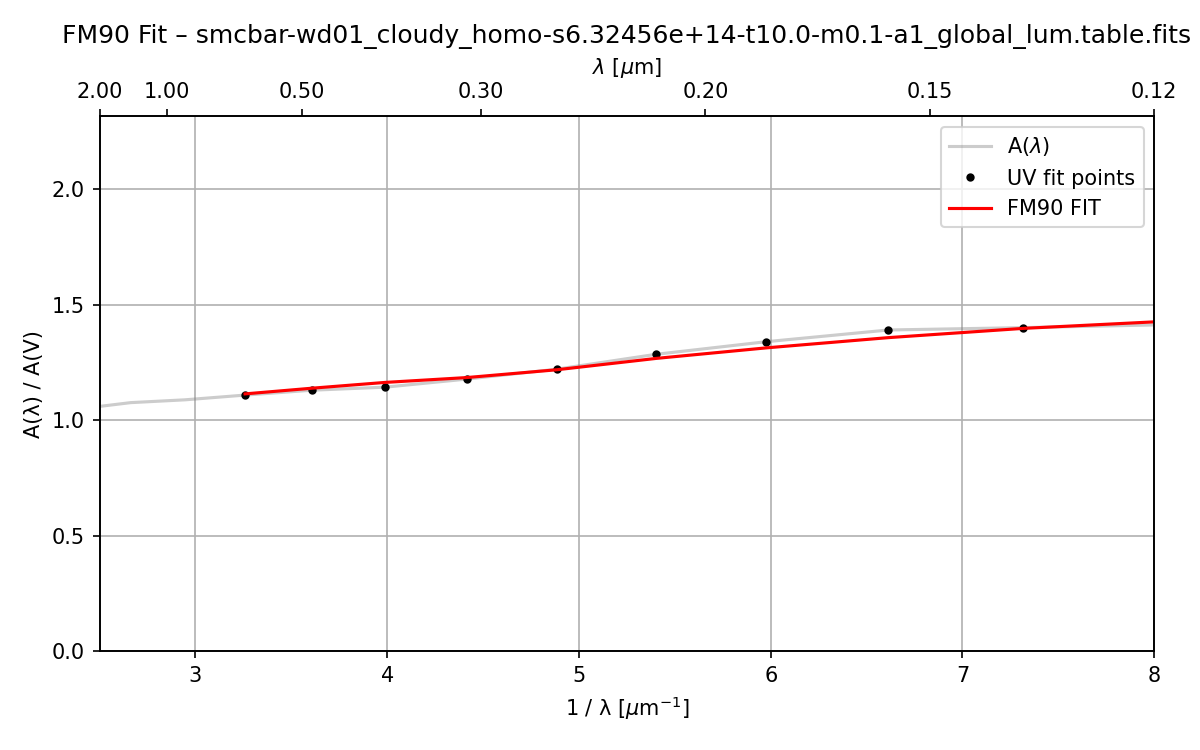 FM90 Fit – smcbar-wd01_cloudy_homo-s6.32456e+14-t10.0-m0.1-a1_global_lum.table.fits
λ [μm]
2.00 1.00 0.50 0.30 0.20 0.15 0.12
A(λ)
UV fit points
FM90 FIT
A(λ) / A(V)
2.0
1.5
1.0
0.5
0.0
3 4 5 6 7 8
1 / λ [μm⁻¹]